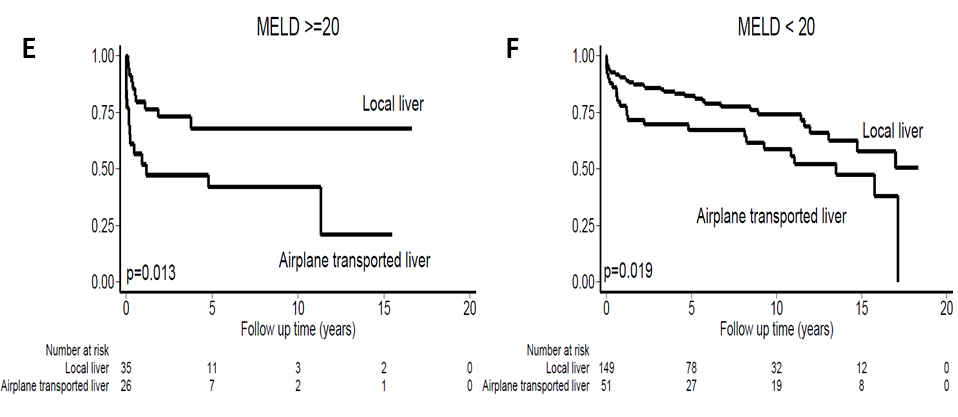 E
MELD >=20
1.00
0.75
0.50
0.25
0.00
Local liver
Airplane transported liver
p=0.013
0 5 10 15 20
Follow up time (years)
Number at risk
Local liver 35 11 3 2 0
Airplane transported liver 26 7 2 1 0
F
MELD < 20
1.00
0.75
0.50
0.25
0.00
Local liver
Airplane transported liver
p=0.019
0 5 10 15 20
Follow up time (years)
Number at risk
Local liver 149 78 32 12 0
Airplane transported liver 51 27 19 8 0